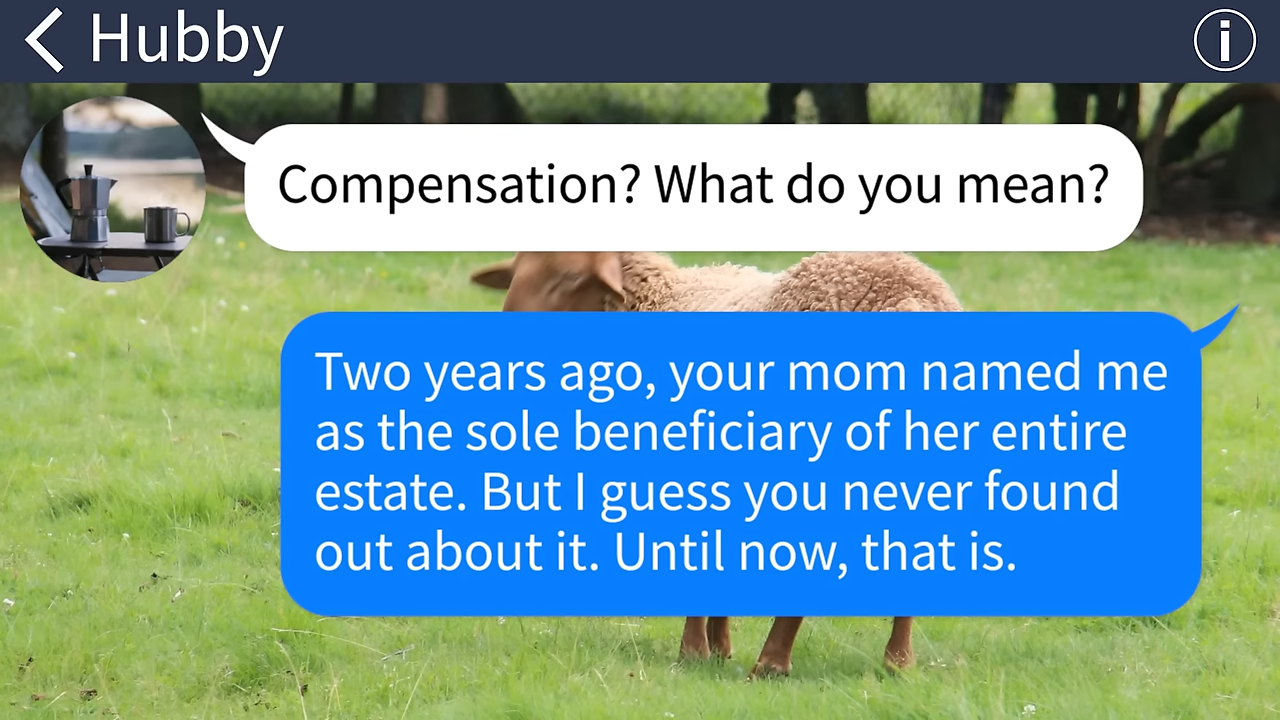 Hubby
Compensation? What do you mean?
Two years ago, your mom named me
as the sole beneficiary of her entire
estate. But I guess you never found
out about it. Until now, that is.